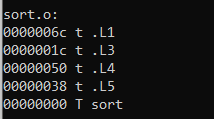 sort.o:
0000006c t .L1
0000001c t .L3
00000050 t .L4
00000038 t .L5
00000000 T sort